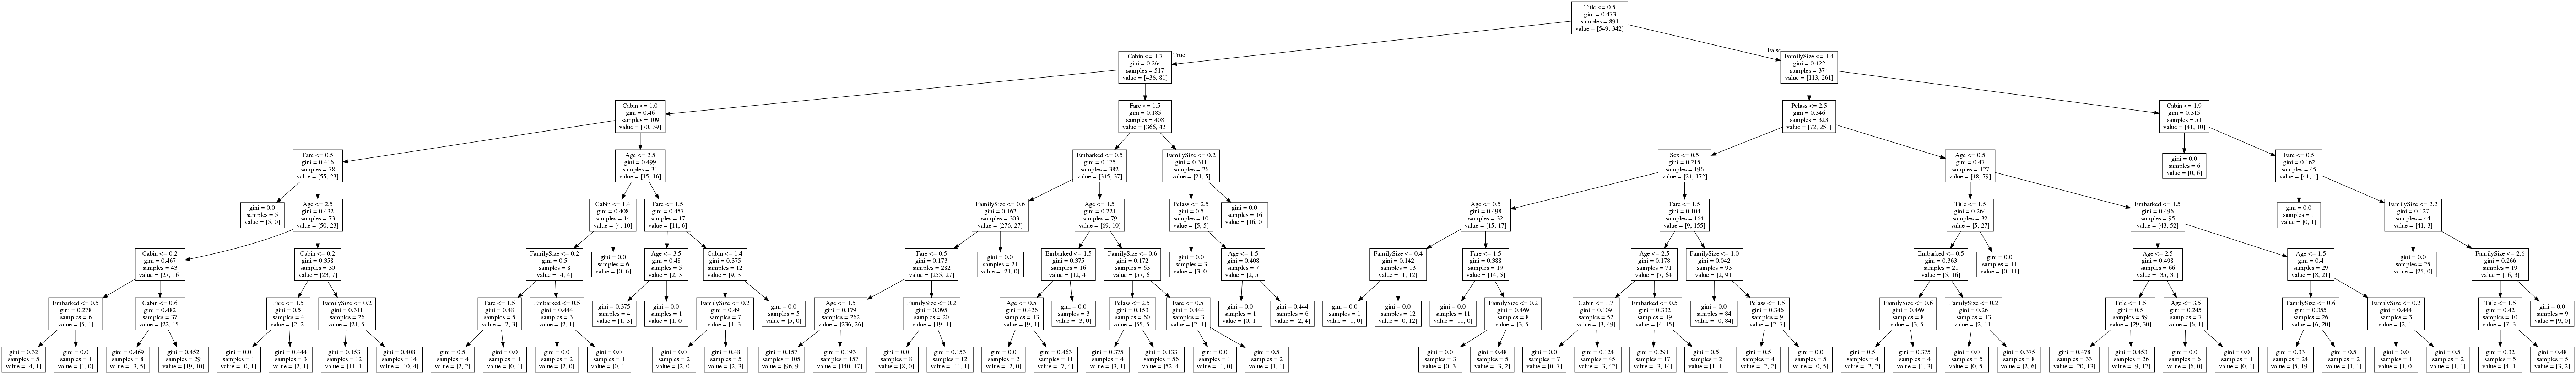 Title <= 0.5
gini = 0.473
samples = 891
value = [549, 342]
True
False
Cabin <= 1.7
gini = 0.264
samples = 517
value = [436, 81]
FamilySize <= 1.4
gini = 0.422
samples = 374
value = [113, 261]
Cabin <= 1.0
gini = 0.46
samples = 109
value = [70, 39]
Fare <= 1.5
gini = 0.185
samples = 408
value = [366, 42]
Pclass <= 2.5
gini = 0.346
samples = 323
value = [72, 251]
Cabin <= 1.9
gini = 0.315
samples = 51
value = [41, 10]
Fare <= 0.5
gini = 0.416
samples = 78
value = [55, 23]
Age <= 2.5
gini = 0.499
samples = 31
value = [15, 16]
Embarked <= 0.5
gini = 0.175
samples = 382
value = [345, 37]
FamilySize <= 0.2
gini = 0.311
samples = 26
value = [21, 5]
Sex <= 0.5
gini = 0.215
samples = 196
value = [24, 172]
Age <= 0.5
gini = 0.47
samples = 127
value = [48, 79]
gini = 0.0
samples = 6
value = [0, 6]
Fare <= 0.5
gini = 0.162
samples = 45
value = [41, 4]
gini = 0.0
samples = 5
value = [5, 0]
Age <= 2.5
gini = 0.432
samples = 73
value = [50, 23]
Cabin <= 1.4
gini = 0.408
samples = 14
value = [4, 10]
Fare <= 1.5
gini = 0.457
samples = 17
value = [11, 6]
FamilySize <= 0.6
gini = 0.162
samples = 303
value = [276, 27]
Age <= 1.5
gini = 0.221
samples = 79
value = [69, 10]
Pclass <= 2.5
gini = 0.5
samples = 10
value = [5, 5]
gini = 0.0
samples = 16
value = [16, 0]
Age <= 0.5
gini = 0.498
samples = 32
value = [15, 17]
Fare <= 1.5
gini = 0.104
samples = 164
value = [9, 155]
Title <= 1.5
gini = 0.264
samples = 32
value = [5, 27]
Embarked <= 1.5
gini = 0.496
samples = 95
value = [43, 52]
gini = 0.0
samples = 1
value = [0, 1]
FamilySize <= 2.2
gini = 0.127
samples = 44
value = [41, 3]
Cabin <= 0.2
gini = 0.467
samples = 43
value = [27, 16]
Cabin <= 0.2
gini = 0.358
samples = 30
value = [23, 7]
FamilySize <= 0.2
gini = 0.5
samples = 8
value = [4, 4]
gini = 0.0
samples = 6
value = [0, 6]
Age <= 3.5
gini = 0.48
samples = 5
value = [2, 3]
Cabin <= 1.4
gini = 0.375
samples = 12
value = [9, 3]
Fare <= 0.5
gini = 0.173
samples = 282
value = [255, 27]
gini = 0.0
samples = 21
value = [21, 0]
Embarked <= 1.5
gini = 0.375
samples = 16
value = [12, 4]
FamilySize <= 0.6
gini = 0.172
samples = 63
value = [57, 6]
gini = 0.0
samples = 3
value = [3, 0]
Age <= 1.5
gini = 0.408
samples = 7
value = [2, 5]
FamilySize <= 0.4
gini = 0.142
samples = 13
value = [1, 12]
Fare <= 1.5
gini = 0.388
samples = 19
value = [14, 5]
Age <= 2.5
gini = 0.178
samples = 71
value = [7, 64]
FamilySize <= 1.0
gini = 0.042
samples = 93
value = [2, 91]
Embarked <= 0.5
gini = 0.363
samples = 21
value = [5, 16]
gini = 0.0
samples = 11
value = [0, 11]
Age <= 2.5
gini = 0.498
samples = 66
value = [35, 31]
Age <= 1.5
gini = 0.4
samples = 29
value = [8, 21]
gini = 0.0
samples = 25
value = [25, 0]
FamilySize <= 2.6
gini = 0.266
samples = 19
value = [16, 3]
Embarked <= 0.5
gini = 0.278
samples = 6
value = [5, 1]
Cabin <= 0.6
gini = 0.482
samples = 37
value = [22, 15]
Fare <= 1.5
gini = 0.5
samples = 4
value = [2, 2]
FamilySize <= 0.2
gini = 0.311
samples = 26
value = [21, 5]
Fare <= 1.5
gini = 0.48
samples = 5
value = [2, 3]
Embarked <= 0.5
gini = 0.444
samples = 3
value = [2, 1]
gini = 0.375
samples = 4
value = [1, 3]
gini = 0.0
samples = 1
value = [1, 0]
FamilySize <= 0.2
gini = 0.49
samples = 7
value = [4, 3]
gini = 0.0
samples = 5
value = [5, 0]
Age <= 1.5
gini = 0.179
samples = 262
value = [236, 26]
FamilySize <= 0.2
gini = 0.095
samples = 20
value = [19, 1]
Age <= 0.5
gini = 0.426
samples = 13
value = [9, 4]
gini = 0.0
samples = 3
value = [3, 0]
Pclass <= 2.5
gini = 0.153
samples = 60
value = [55, 5]
Fare <= 0.5
gini = 0.444
samples = 3
value = [2, 1]
gini = 0.0
samples = 1
value = [0, 1]
gini = 0.444
samples = 6
value = [2, 4]
gini = 0.0
samples = 1
value = [1, 0]
gini = 0.0
samples = 12
value = [0, 12]
gini = 0.0
samples = 11
value = [11, 0]
FamilySize <= 0.2
gini = 0.469
samples = 8
value = [3, 5]
Cabin <= 1.7
gini = 0.109
samples = 52
value = [3, 49]
Embarked <= 0.5
gini = 0.332
samples = 19
value = [4, 15]
gini = 0.0
samples = 84
value = [0, 84]
Pclass <= 1.5
gini = 0.346
samples = 9
value = [2, 7]
FamilySize <= 0.6
gini = 0.469
samples = 8
value = [3, 5]
FamilySize <= 0.2
gini = 0.26
samples = 13
value = [2, 11]
Title <= 1.5
gini = 0.5
samples = 59
value = [29, 30]
Age <= 3.5
gini = 0.245
samples = 7
value = [6, 1]
FamilySize <= 0.6
gini = 0.355
samples = 26
value = [6, 20]
FamilySize <= 0.2
gini = 0.444
samples = 3
value = [2, 1]
Title <= 1.5
gini = 0.42
samples = 10
value = [7, 3]
gini = 0.0
samples = 9
value = [9, 0]
gini = 0.32
samples = 5
value = [4, 1]
gini = 0.0
samples = 1
value = [1, 0]
gini = 0.469
samples = 8
value = [3, 5]
gini = 0.452
samples = 29
value = [19, 10]
gini = 0.0
samples = 1
value = [0, 1]
gini = 0.444
samples = 3
value = [2, 1]
gini = 0.153
samples = 12
value = [11, 1]
gini = 0.408
samples = 14
value = [10, 4]
gini = 0.5
samples = 4
value = [2, 2]
gini = 0.0
samples = 1
value = [0, 1]
gini = 0.0
samples = 2
value = [2, 0]
gini = 0.0
samples = 1
value = [0, 1]
gini = 0.0
samples = 2
value = [2, 0]
gini = 0.48
samples = 5
value = [2, 3]
gini = 0.157
samples = 105
value = [96, 9]
gini = 0.193
samples = 157
value = [140, 17]
gini = 0.0
samples = 8
value = [8, 0]
gini = 0.153
samples = 12
value = [11, 1]
gini = 0.0
samples = 2
value = [2, 0]
gini = 0.463
samples = 11
value = [7, 4]
gini = 0.375
samples = 4
value = [3, 1]
gini = 0.133
samples = 56
value = [52, 4]
gini = 0.0
samples = 1
value = [1, 0]
gini = 0.5
samples = 2
value = [1, 1]
gini = 0.0
samples = 3
value = [0, 3]
gini = 0.48
samples = 5
value = [3, 2]
gini = 0.0
samples = 7
value = [0, 7]
gini = 0.124
samples = 45
value = [3, 42]
gini = 0.291
samples = 17
value = [3, 14]
gini = 0.5
samples = 2
value = [1, 1]
gini = 0.5
samples = 4
value = [2, 2]
gini = 0.0
samples = 5
value = [0, 5]
gini = 0.5
samples = 4
value = [2, 2]
gini = 0.375
samples = 4
value = [1, 3]
gini = 0.0
samples = 5
value = [0, 5]
gini = 0.375
samples = 8
value = [2, 6]
gini = 0.478
samples = 33
value = [20, 13]
gini = 0.453
samples = 26
value = [9, 17]
gini = 0.0
samples = 6
value = [6, 0]
gini = 0.0
samples = 1
value = [0, 1]
gini = 0.33
samples = 24
value = [5, 19]
gini = 0.5
samples = 2
value = [1, 1]
gini = 0.0
samples = 1
value = [1, 0]
gini = 0.5
samples = 2
value = [1, 1]
gini = 0.32
samples = 5
value = [4, 1]
gini = 0.48
samples = 5
value = [3, 2]